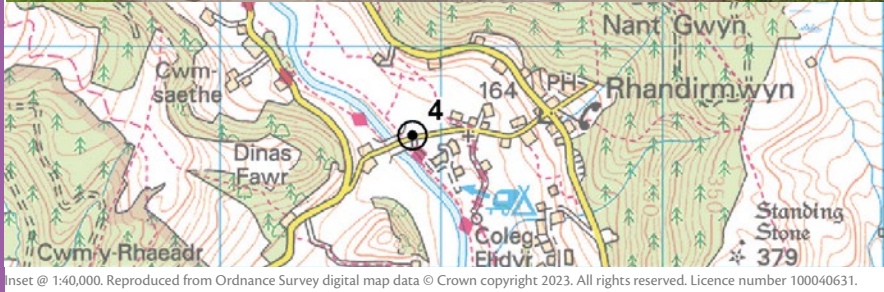 Nant Gwyn
Cwm-
saethe
4
164
PH
Rhandirmwyn
Dinas
Fawr
Standing
Stone
379
Coleg
Elidyr
Cwm-y-Rhaeadr
Inset @ 1:40,000. Reproduced from Ordnance Survey digital map data © Crown copyright 2023. All rights reserved. Licence number 100040631.